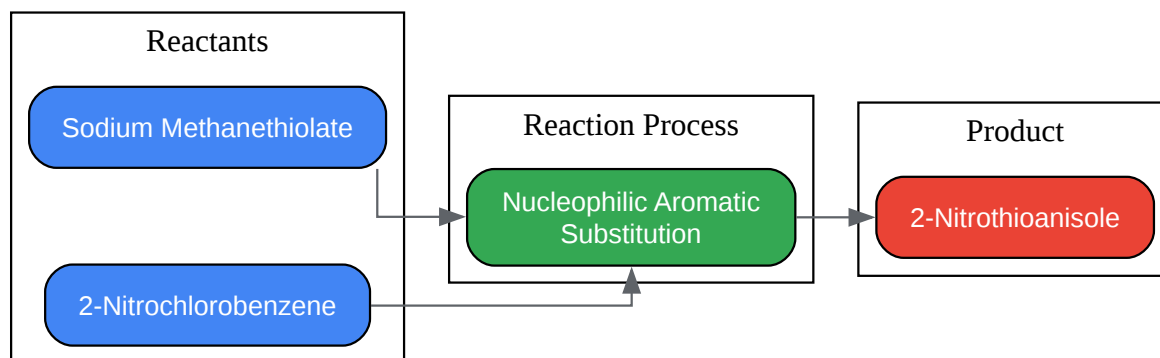 Reactants
Sodium Methanethiolate
2-Nitrochlorobenzene
Reaction Process
Nucleophilic Aromatic
Substitution
Product
2-Nitrothioanisole